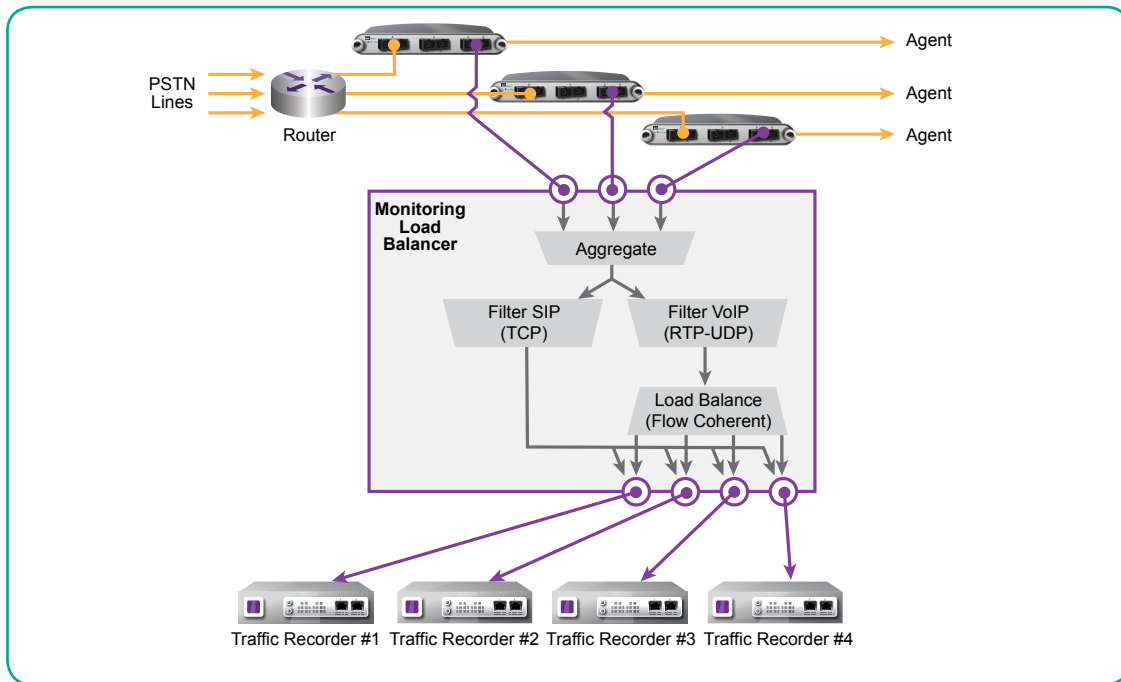 Agent
PSTN
Lines
Agent
Router
Agent
Monitoring
Load
Balancer
Aggregate
Filter SIP
(TCP)
Filter VoIP
(RTP-UDP)
Load Balance
(Flow Coherent)
Traffic Recorder #1
Traffic Recorder #2
Traffic Recorder #3
Traffic Recorder #4